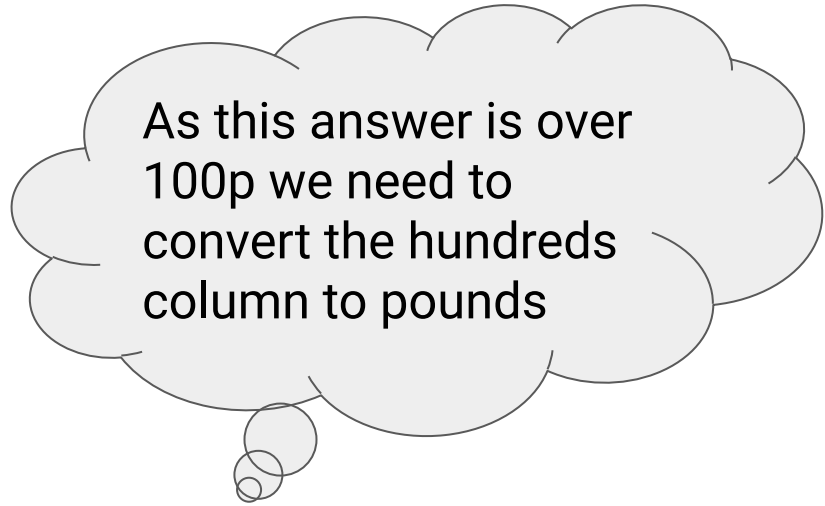 As this answer is over
100p we need to
convert the hundreds
column to pounds